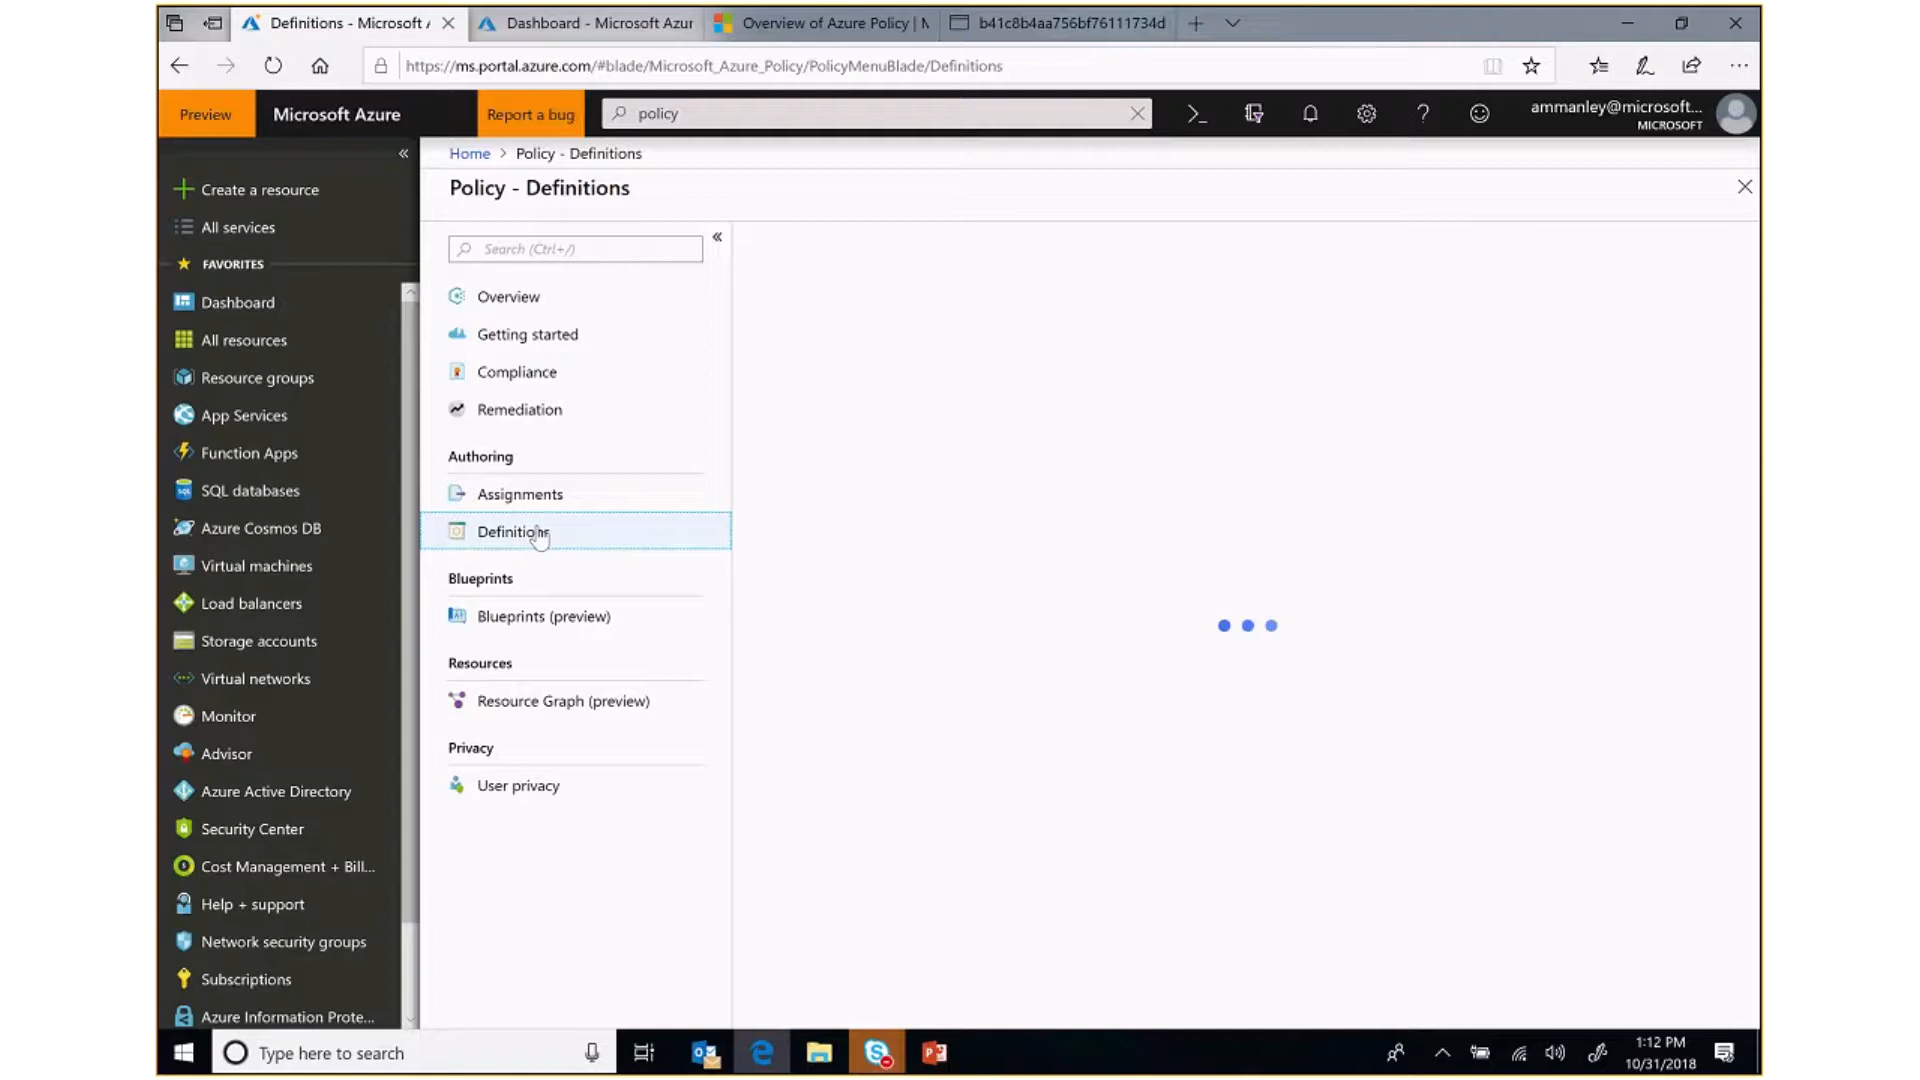 Definitions - Microsoft A
Dashboard - Microsoft Azur
Overview of Azure Policy | M
b41c8b4aa756bf76111734d
https://ms.portal.azure.com/#blade/Microsoft_Azure_Policy/PolicyMenuBlade/Definitions
Preview
Microsoft Azure
Report a bug
policy
ammanley@microsoft...
MICROSOFT
Home > Policy - Definitions
Policy - Definitions
Create a resource
All services
FAVORITES
Dashboard
All resources
Resource groups
App Services
Function Apps
SQL databases
Azure Cosmos DB
Virtual machines
Load balancers
Storage accounts
Virtual networks
Monitor
Advisor
Azure Active Directory
Security Center
Cost Management + Bill...
Help + support
Network security groups
Subscriptions
Azure Information Prote...
Search (Ctrl+/)
Overview
Getting started
Compliance
Remediation
Authoring
Assignments
Definitions
Blueprints
Blueprints (preview)
Resources
Resource Graph (preview)
Privacy
User privacy
Type here to search
1:12 PM
10/31/2018